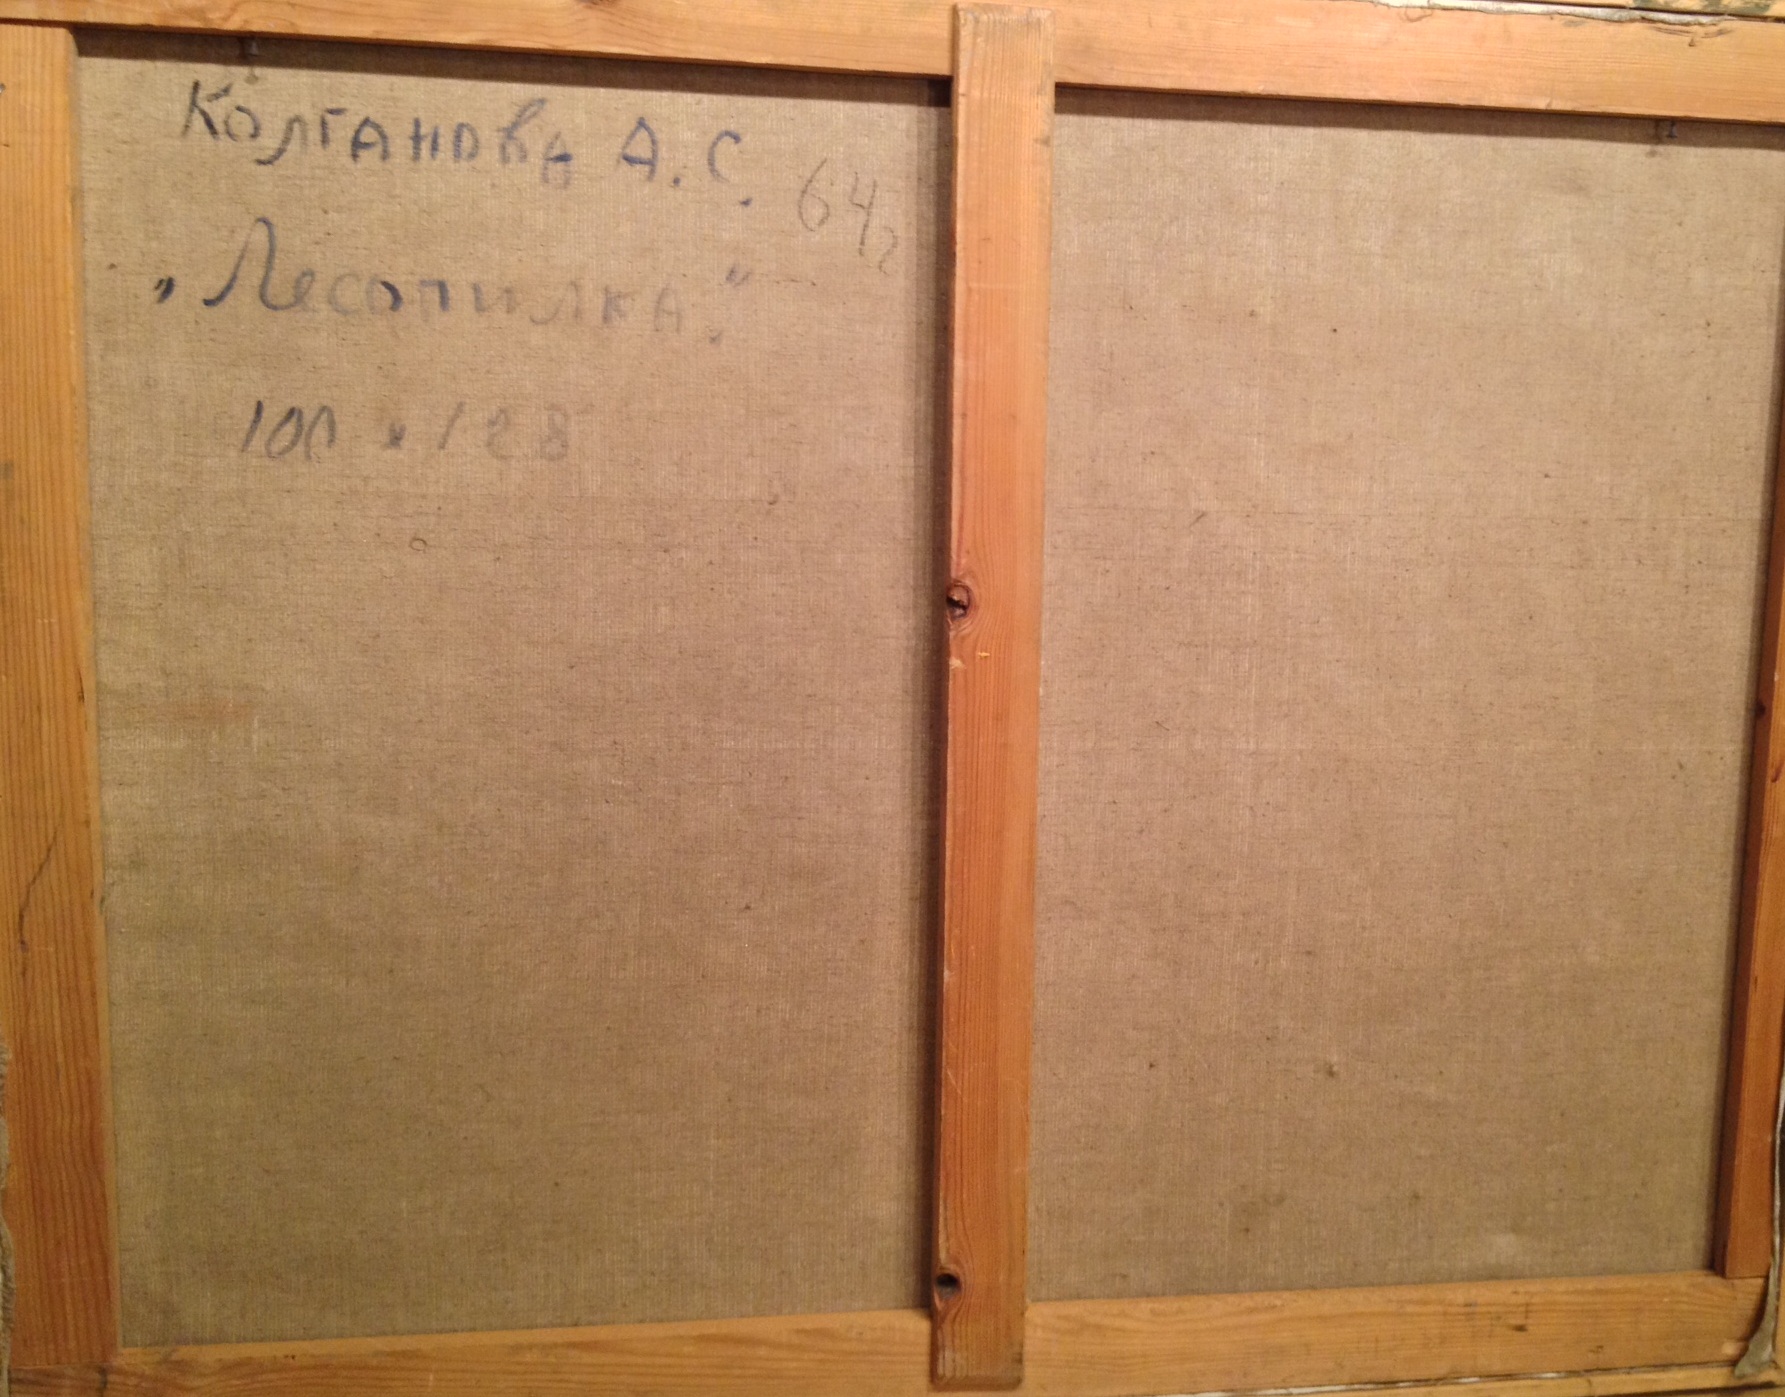 Колганова А. С. 64г
„Лесопилка."
100 x 128